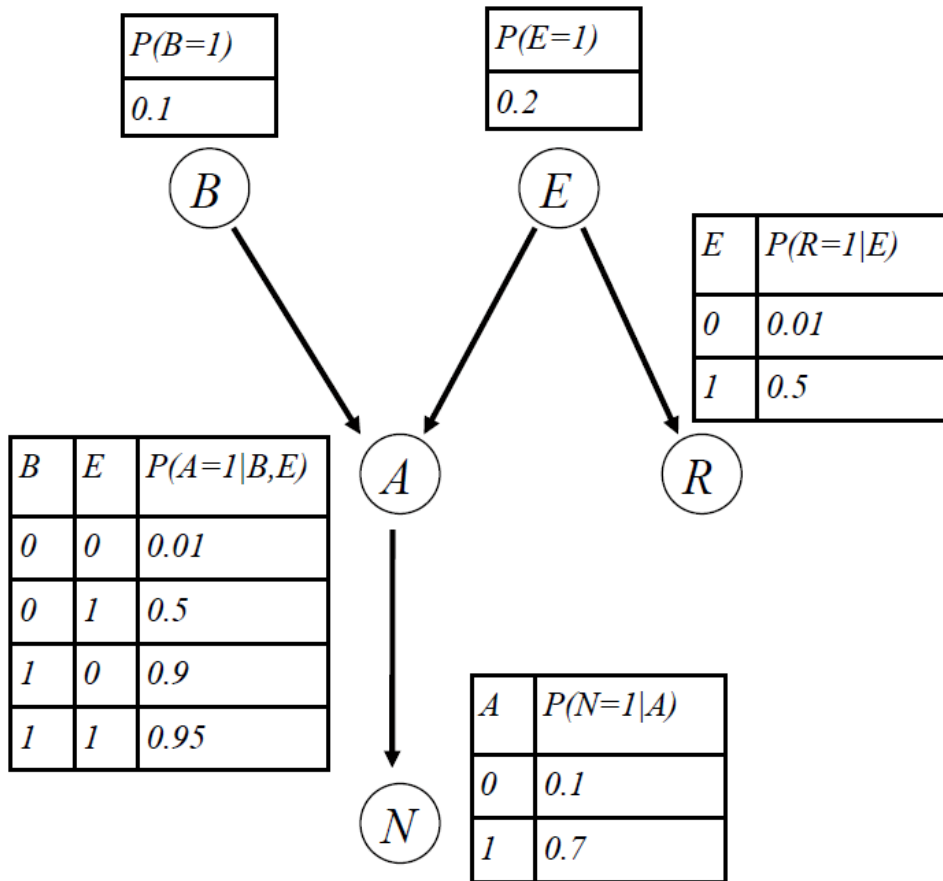 P(B=1)
0.1
P(E=1)
0.2
B
E
E P(R=1|E)
0 0.01
1 0.5
B E P(A=1|B,E)
0 0 0.01
0 1 0.5
1 0 0.9
1 1 0.95
A
R
A P(N=1|A)
0 0.1
1 0.7
N